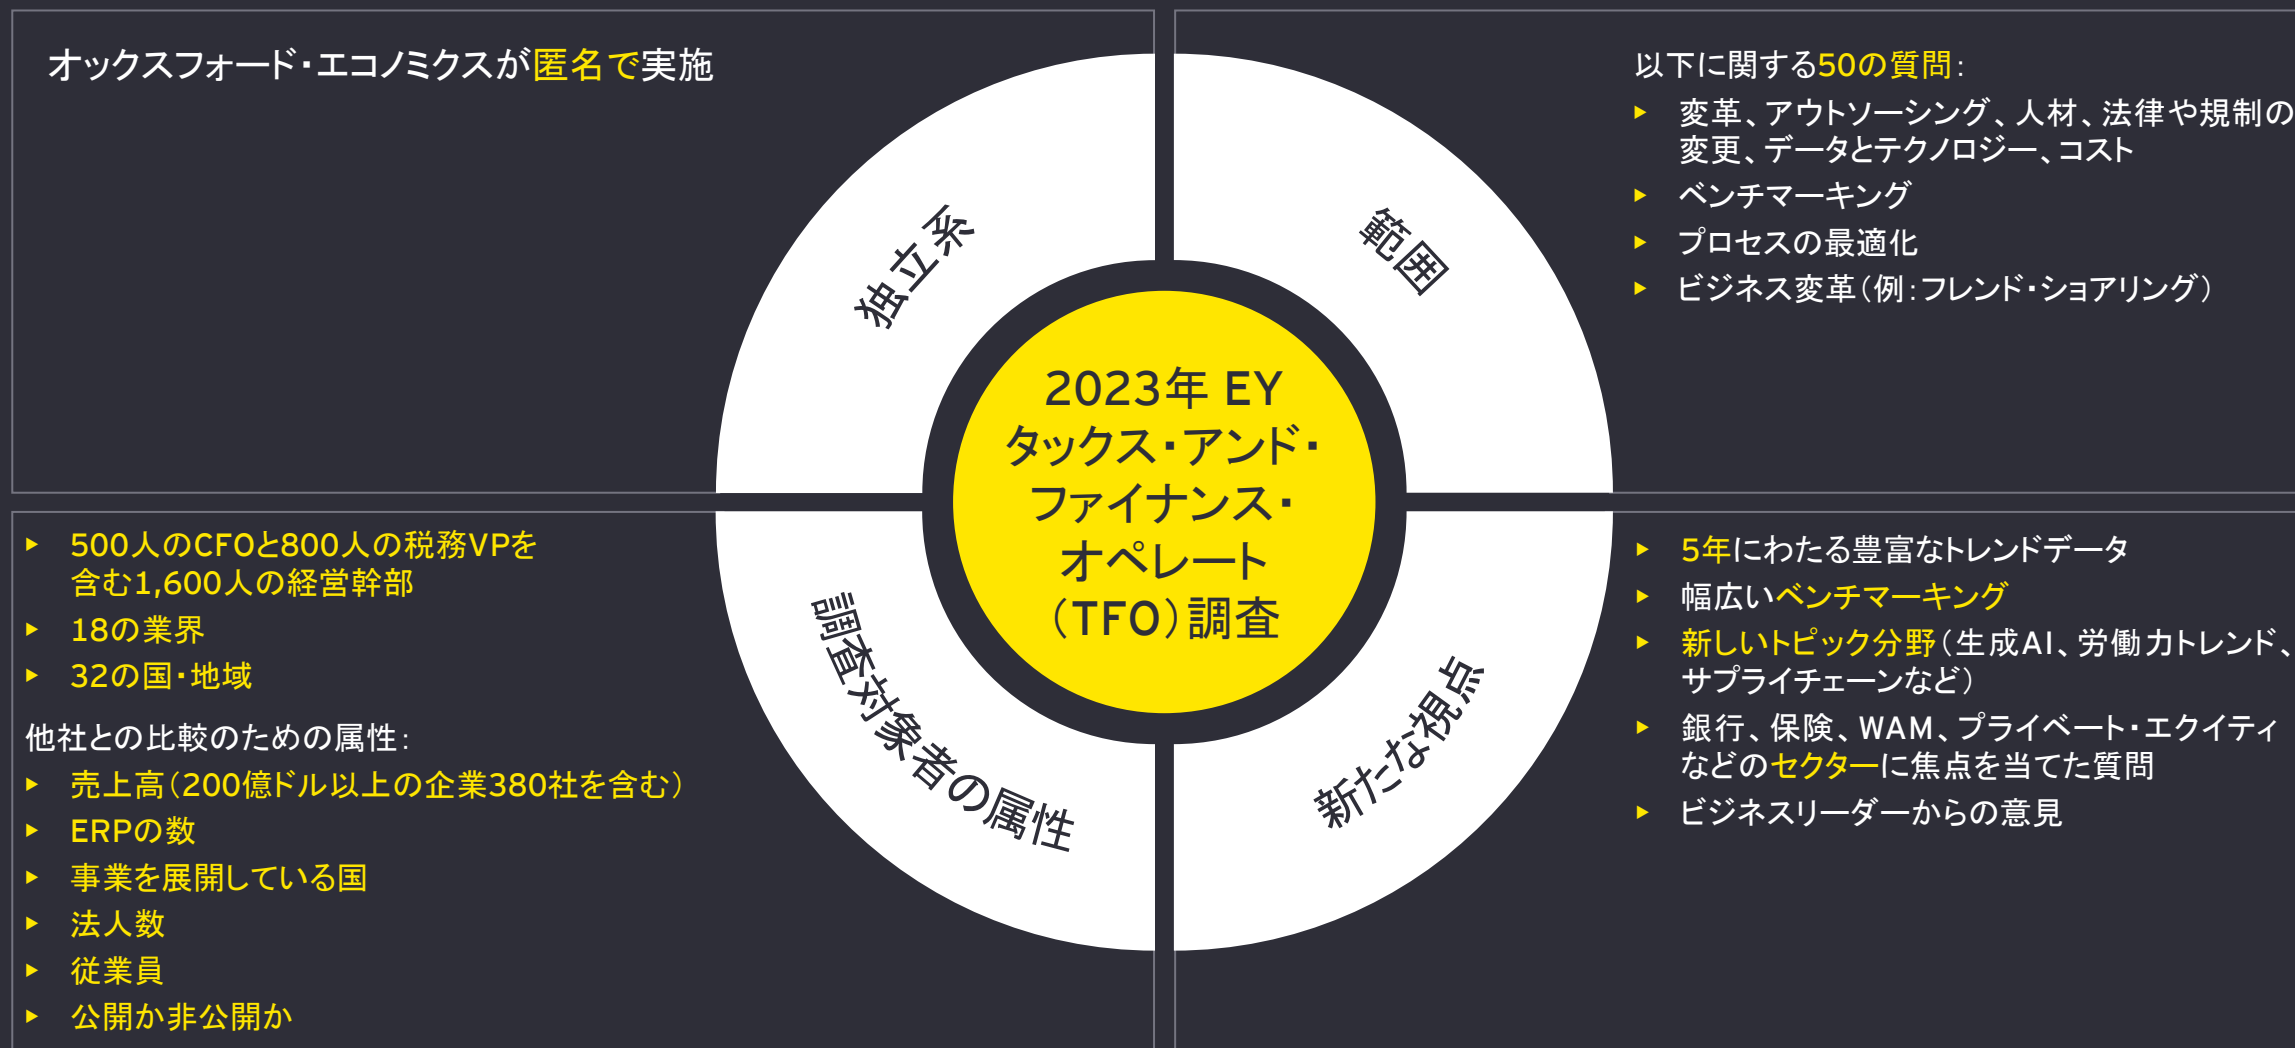 オックスフォード・エコノミクスが匿名で実施
独立系
範囲
以下に関する50の質問：
▶ 変革、アウトソーシング、人材、法律や規制の
変更、データとテクノロジー、コスト
▶ ベンチマーキング
▶ プロセスの最適化
▶ ビジネス変革（例：フレンド・ショアリング）
2023年 EY
タックス・アンド・
ファイナンス・
オペレート
（TFO）調査
▶ 500人のCFOと800人の税務VPを
含む1,600人の経営幹部
▶ 18の業界
▶ 32の国・地域
他社との比較のための属性：
▶ 売上高（200億ドル以上の企業380社を含む）
▶ ERPの数
▶ 事業を展開している国
▶ 法人数
▶ 従業員
▶ 公開か非公開か
調査対象者の属性
新たな視点
▶ 5年にわたる豊富なトレンドデータ
▶ 幅広いベンチマーキング
▶ 新しいトピック分野（生成AI、労働力トレンド、
サプライチェーンなど）
▶ 銀行、保険、WAM、プライベート・エクイティ
などのセクターに焦点を当てた質問
▶ ビジネスリーダーからの意見